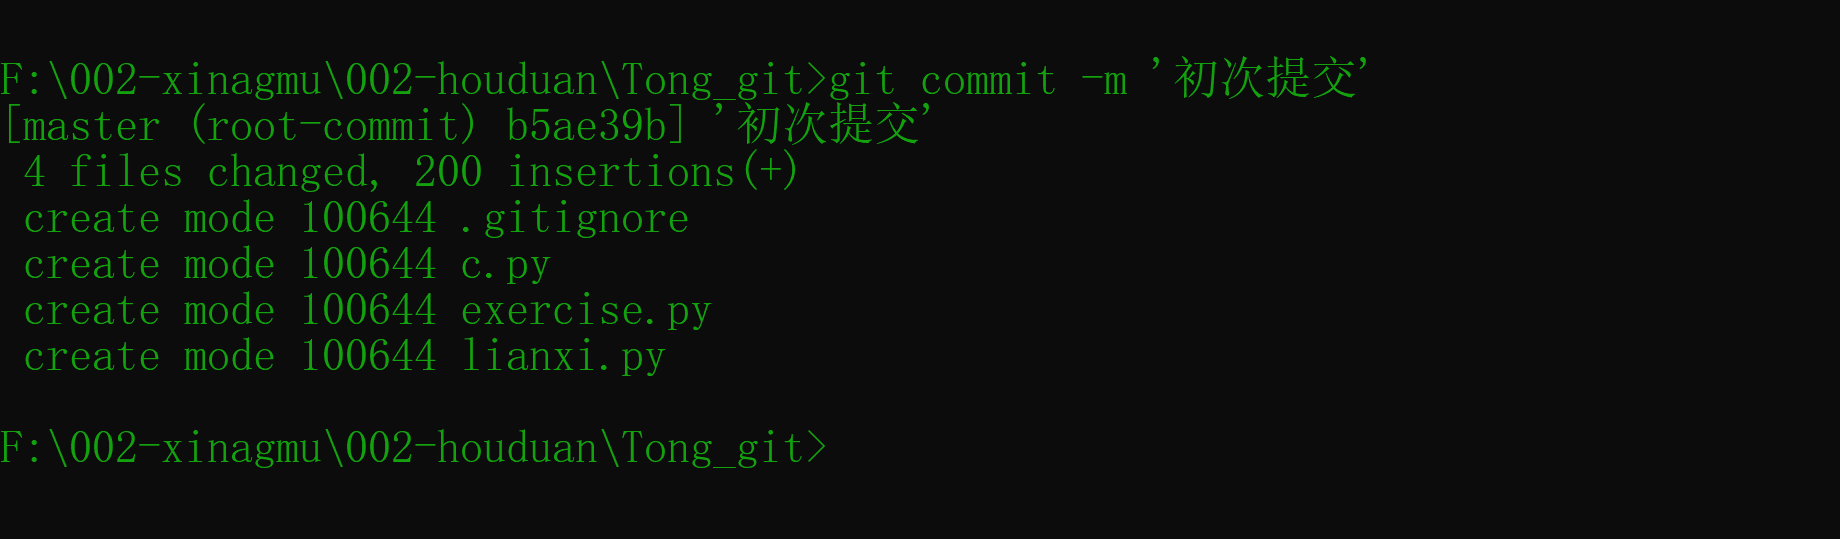 F:\002-xinagmu\002-houduan\Tong_git>git commit -m '初次提交'
[master (root-commit) b5ae39b] '初次提交'
 4 files changed, 200 insertions(+)
 create mode 100644 .gitignore
 create mode 100644 c.py
 create mode 100644 exercise.py
 create mode 100644 lianxi.py
F:\002-xinagmu\002-houduan\Tong_git>